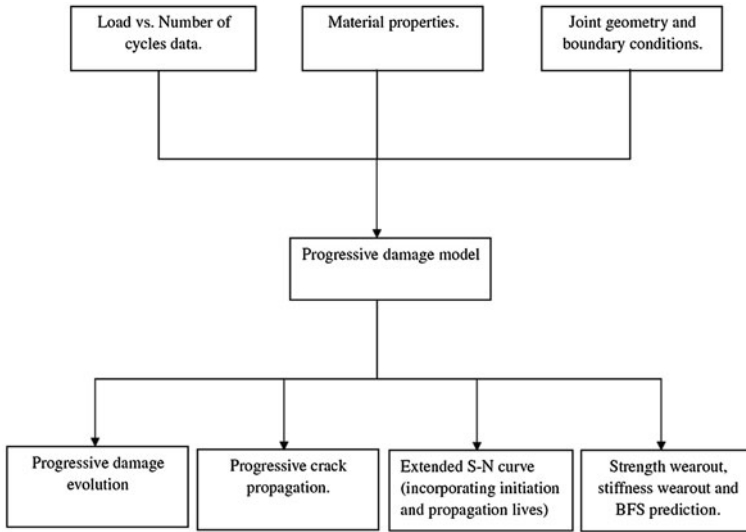 Load vs. Number of
cycles data.
Material properties.
Joint geometry and
boundary conditions.
Progressive damage model
Progressive damage
evolution
Progressive crack
propagation.
Extended S-N curve
(incorporating initiation
and propagation lives)
Strength wearout,
stiffness wearout and
BFS prediction.